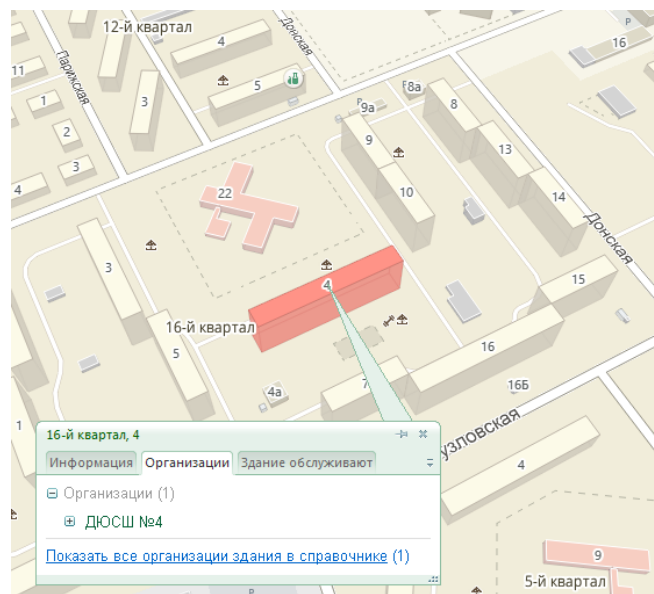 12-й квартал
Донская
16
Р
4
Парижская
11
5
8а
1
3
9а
8
2
9
13
3
10
14
4
22
Донская
3
4
15
16-й квартал
5
16
4а
7
16Б
1
узловская
4
16-й квартал, 4
Информация
Организации
Здание обслуживают
Организации (1)
ДЮСШ №4
Показать все организации здания в справочнике (1)
9
5-й квартал
Р